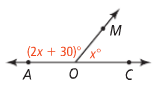 M
(2x + 30)° x°
A O C